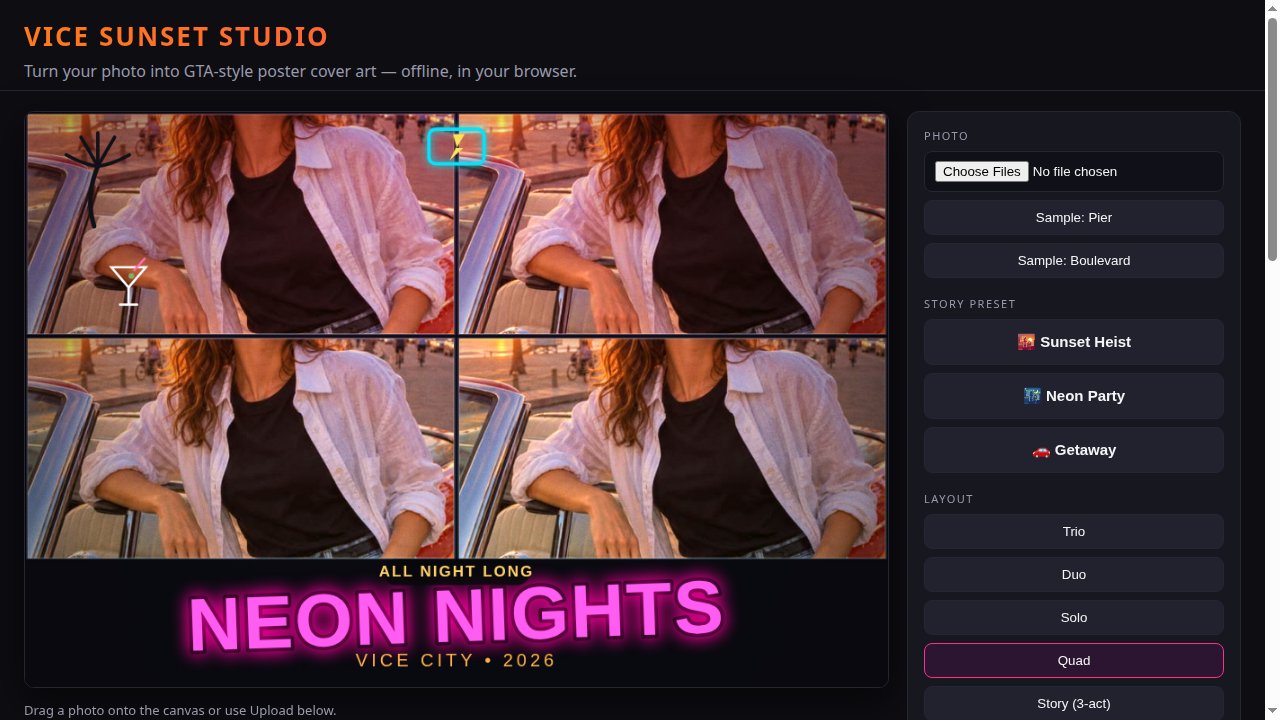 VICE SUNSET STUDIO
Turn your photo into GTA-style poster cover art — offline, in your browser.
ALL NIGHT LONG
NEON NIGHTS
VICE CITY • 2026
Drag a photo onto the canvas or use Upload below.
PHOTO
Choose Files No file chosen
Sample: Pier
Sample: Boulevard
STORY PRESET
🌇 Sunset Heist
🌃 Neon Party
🚗 Getaway
LAYOUT
Trio
Duo
Solo
Quad
Story (3-act)